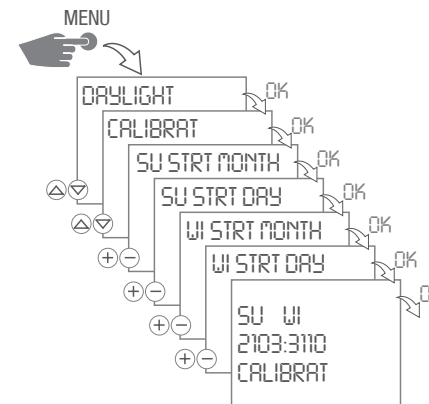 MENU
DAYLIGHT
OK
CALIBRAT
OK
SU STRT MONTH
OK
SU STRT DAY
OK
WI STRT MONTH
OK
WI STRT DAY
OK
SU WI
2103:3110
CALIBRAT